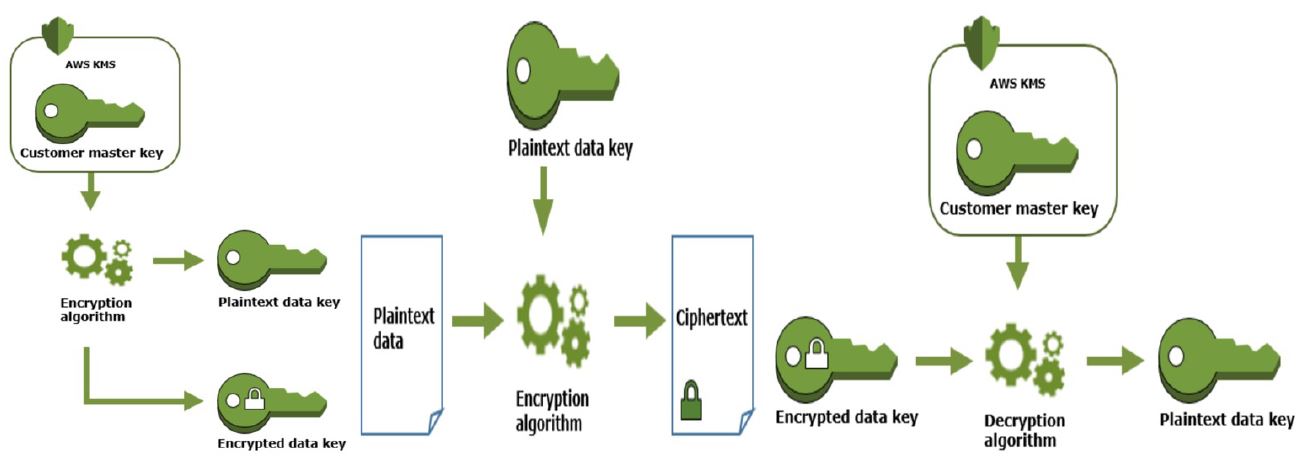 AWS KMS
Customer master key
Encryption
algorithm
Plaintext data key
Encrypted data key
Plaintext data key
Plaintext
data
Encryption
algorithm
Ciphertext
AWS KMS
Customer master key
Encrypted data key
Decryption
algorithm
Plaintext data key